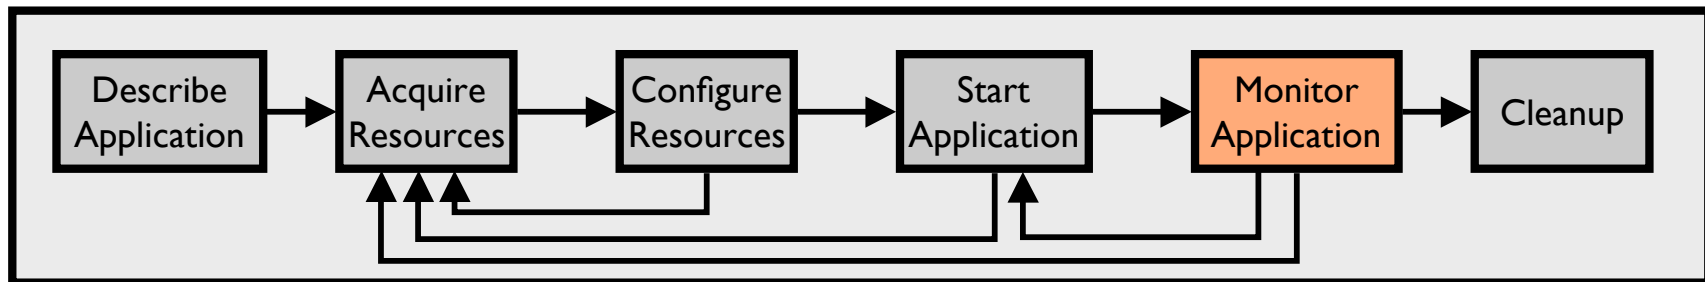 Describe
Application
Acquire
Resources
Configure
Resources
Start
Application
Monitor
Application
Cleanup